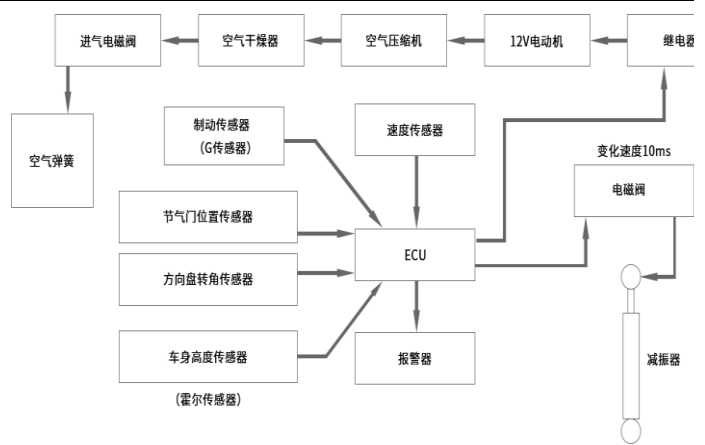 进气电磁阀
空气干燥器
空气压缩机
12V电动机
继电器
空气弹簧
制动传感器
（G传感器）
速度传感器
变化速度10ms
电磁阀
节气门位置传感器
ECU
方向盘转角传感器
车身高度传感器
（霍尔传感器）
报警器
减振器